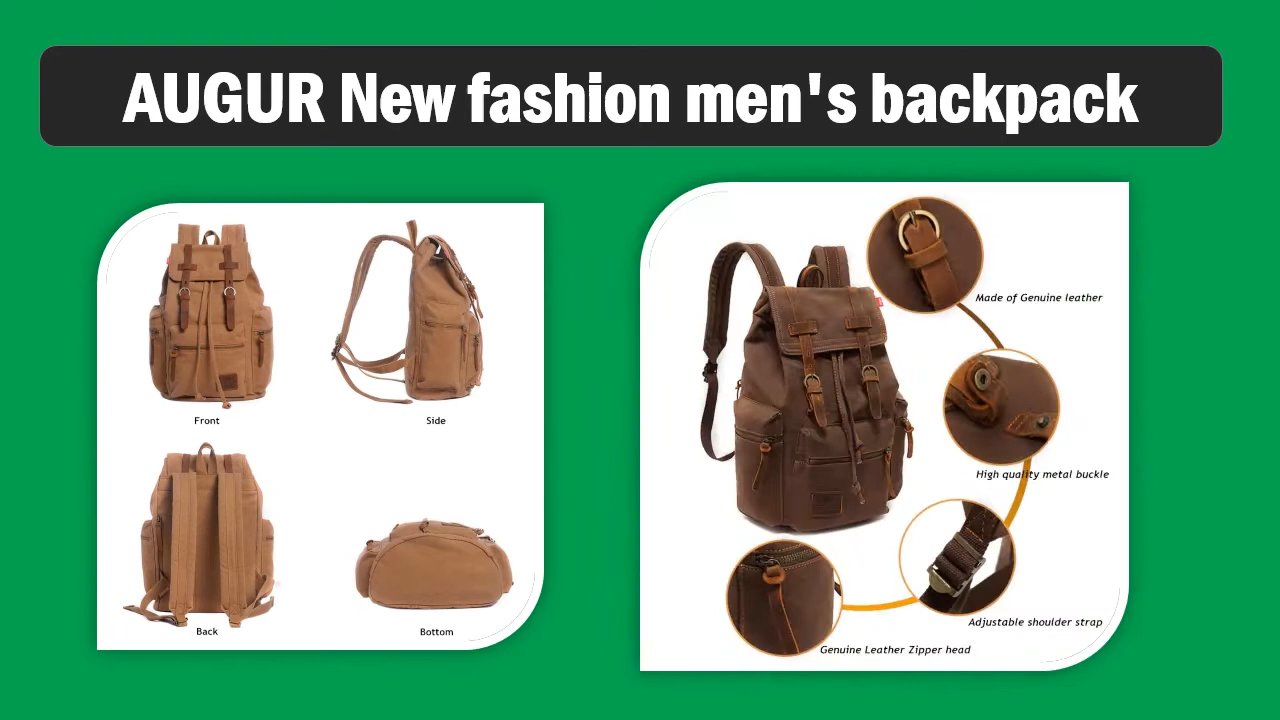 AUGUR New fashion men's backpack
Front
Side
Back
Bottom
Made of Genuine leather
High quality metal buckle
Adjustable shoulder strap
Genuine Leather Zipper head